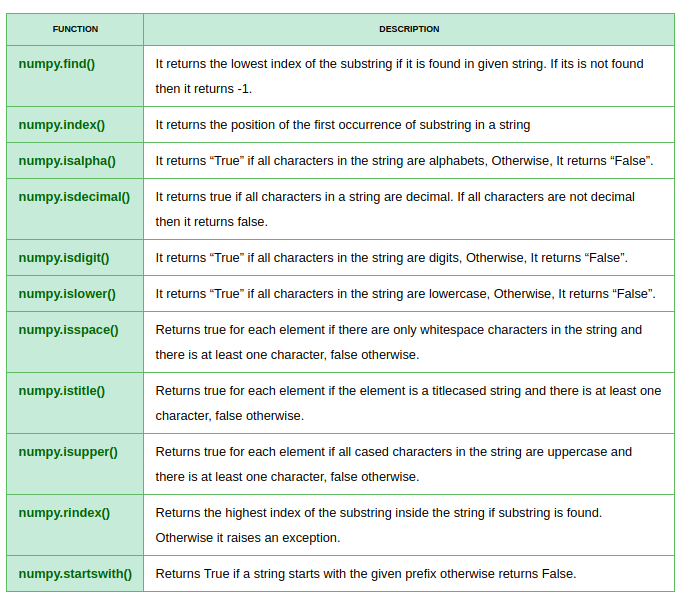 FUNCTION DESCRIPTION
numpy.find() It returns the lowest index of the substring if it is found in given string. If its is not found
then it returns -1.
numpy.index() It returns the position of the first occurrence of substring in a string
numpy.isalpha() It returns “True” if all characters in the string are alphabets, Otherwise, It returns “False”.
numpy.isdecimal() It returns true if all characters in a string are decimal. If all characters are not decimal
then it returns false.
numpy.isdigit() It returns “True” if all characters in the string are digits, Otherwise, It returns “False”.
numpy.islower() It returns “True” if all characters in the string are lowercase, Otherwise, It returns “False”.
numpy.isspace() Returns true for each element if there are only whitespace characters in the string and
there is at least one character, false otherwise.
numpy.istitle() Returns true for each element if the element is a titlecased string and there is at least one
character, false otherwise.
numpy.isupper() Returns true for each element if all cased characters in the string are uppercase and
there is at least one character, false otherwise.
numpy.rindex() Returns the highest index of the substring inside the string if substring is found.
Otherwise it raises an exception.
numpy.startswith() Returns True if a string starts with the given prefix otherwise returns False.